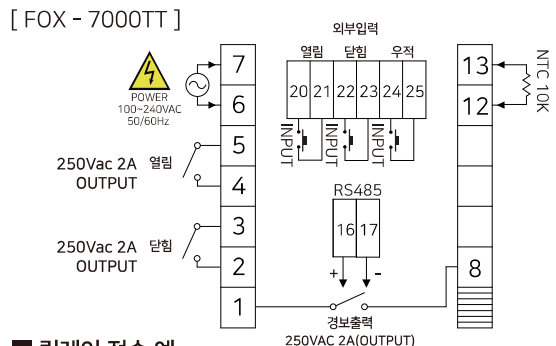 [ FOX - 7000TT ]
외부입력
열림 닫힘 우적
20 21 22 23 24 25
INPUT INPUT INPUT
POWER
100~240VAC
50/60Hz
7
6
5
4
3
2
1
250Vac 2A 열림
OUTPUT
250Vac 2A 닫힘
OUTPUT
RS485
16 17
+ -
경보출력
250VAC 2A(OUTPUT)
13
12
8
NTC 10K